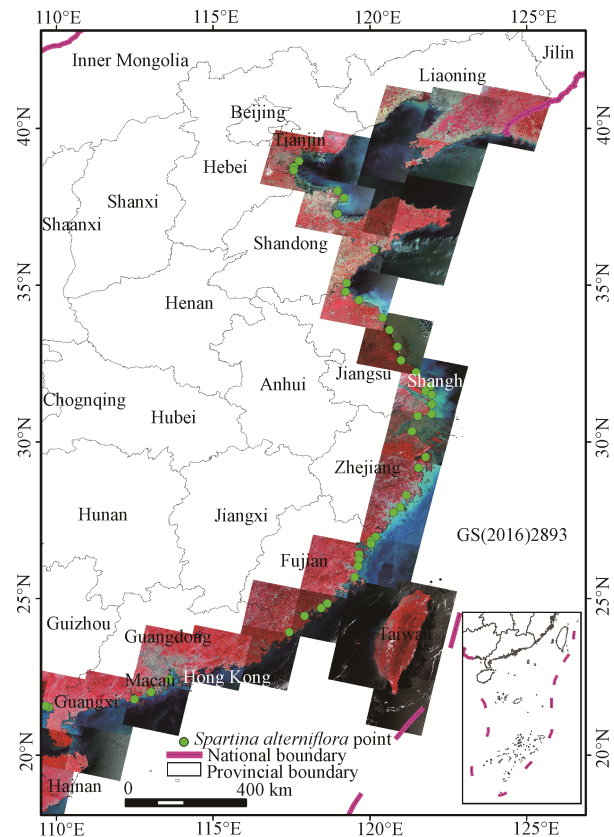 110°E 115°E 120°E 125°E
Jilin
Inner Mongolia
Liaoning
Beijing
40°N 40°N
Tianjin
Hebei
Shanxi
Shaanxi
Shandong
35°N 35°N
Henan
Jiangsu
Shangh
Anhui
Chognqing
Hubei
30°N 30°N
Zhejiang
Hunan
Jiangxi
GS(2016)2893
Fujian
25°N 25°N
Guizhou
Guangdong
Taiwan
Macau
Hong Kong
Guangxi
Spartina alterniflora point
National boundary
20°N 20°N
Provincial boundary
Hainan
0 400 km
110°E 115°E 120°E 125°E